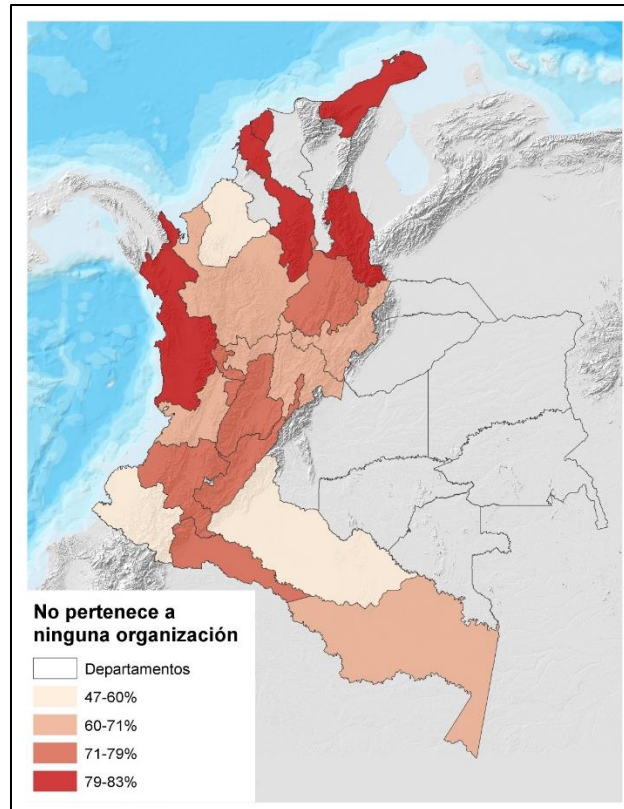 No pertenece a
ninguna organización
Departamentos
47-60%
60-71%
71-79%
79-83%